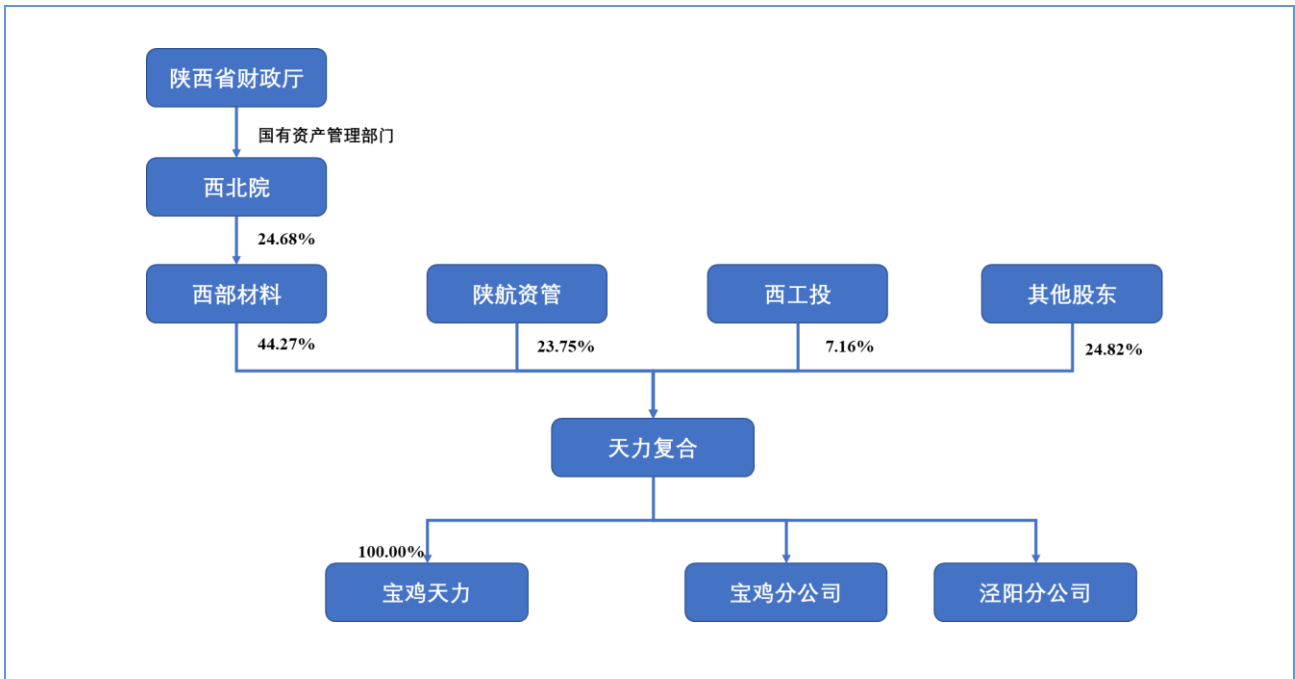 陕西省财政厅
国有资产管理部门
西北院
24.68%
西部材料
陕航资管
西工投
其他股东
44.27%
23.75%
7.16%
24.82%
天力复合
100.00%
宝鸡天力
宝鸡分公司
泾阳分公司